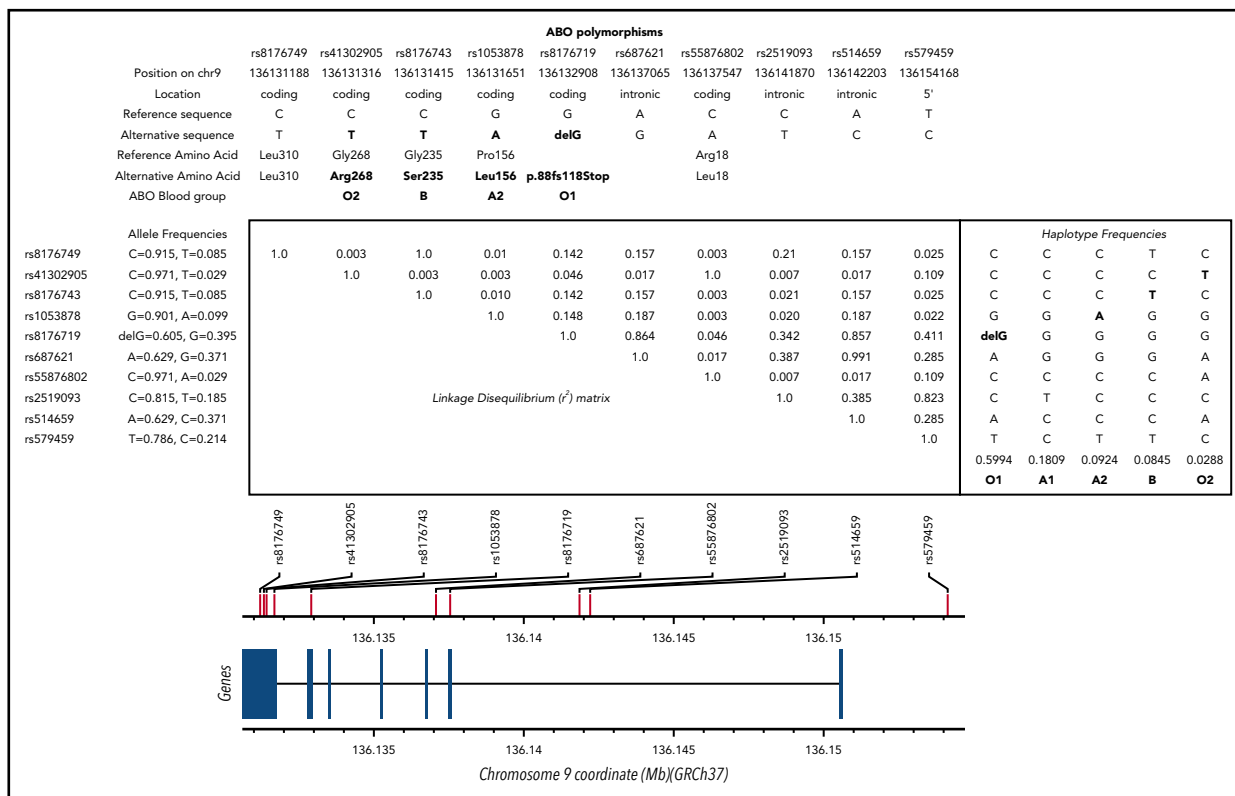 ABO polymorphisms
rs8176749 rs41302905 rs8176743 rs1053878 rs8176719 rs687621 rs55876802 rs2519093 rs514659 rs579459
Position on chr9 136131188 136131316 136131415 136131651 136132908 136137065 136137547 136141870 136142203 136154168
Location coding coding coding coding coding intronic coding intronic intronic 5'
Reference sequence C C C G G A C C A T
Alternative sequence T T T A delG G A T C C
Reference Amino Acid Leu310 Gly268 Gly235 Pro156 Arg18
Alternative Amino Acid Leu310 Arg268 Ser235 Leu156 p.88fs118Stop Leu18
ABO Blood group O2 B A2 O1
Allele Frequencies Haplotype Frequencies
rs8176749 C=0.915, T=0.085 1.0 0.003 1.0 0.01 0.142 0.157 0.003 0.21 0.157 0.025 C C C T C
rs41302905 C=0.971, T=0.029 1.0 0.003 0.003 0.046 0.017 1.0 0.007 0.017 0.109 C C C C T
rs8176743 C=0.915, T=0.085 1.0 0.010 0.142 0.157 0.003 0.021 0.157 0.025 C C C T C
rs1053878 G=0.901, A=0.099 1.0 0.148 0.187 0.003 0.020 0.187 0.022 G G A G G
rs8176719 delG=0.605, G=0.395 1.0 0.864 0.046 0.342 0.857 0.411 delG G G G G
rs687621 A=0.629, G=0.371 1.0 0.017 0.387 0.991 0.285 A G G G A
rs55876802 C=0.971, A=0.029 1.0 0.007 0.017 0.109 C C C C A
rs2519093 C=0.815, T=0.185 Linkage Disequilibrium (r²) matrix 1.0 0.385 0.823 C T C C C
rs514659 A=0.629, C=0.371 1.0 0.285 A C C C A
rs579459 T=0.786, C=0.214 1.0 T C T T C
0.5994 0.1809 0.0924 0.0845 0.0288
O1 A1 A2 B O2
rs8176749 rs41302905 rs8176743 rs1053878 rs8176719 rs687621 rs55876802 rs2519093 rs514659 rs579459
136.135 136.14 136.145 136.15
Genes
136.135 136.14 136.145 136.15
Chromosome 9 coordinate (Mb)(GRCh37)